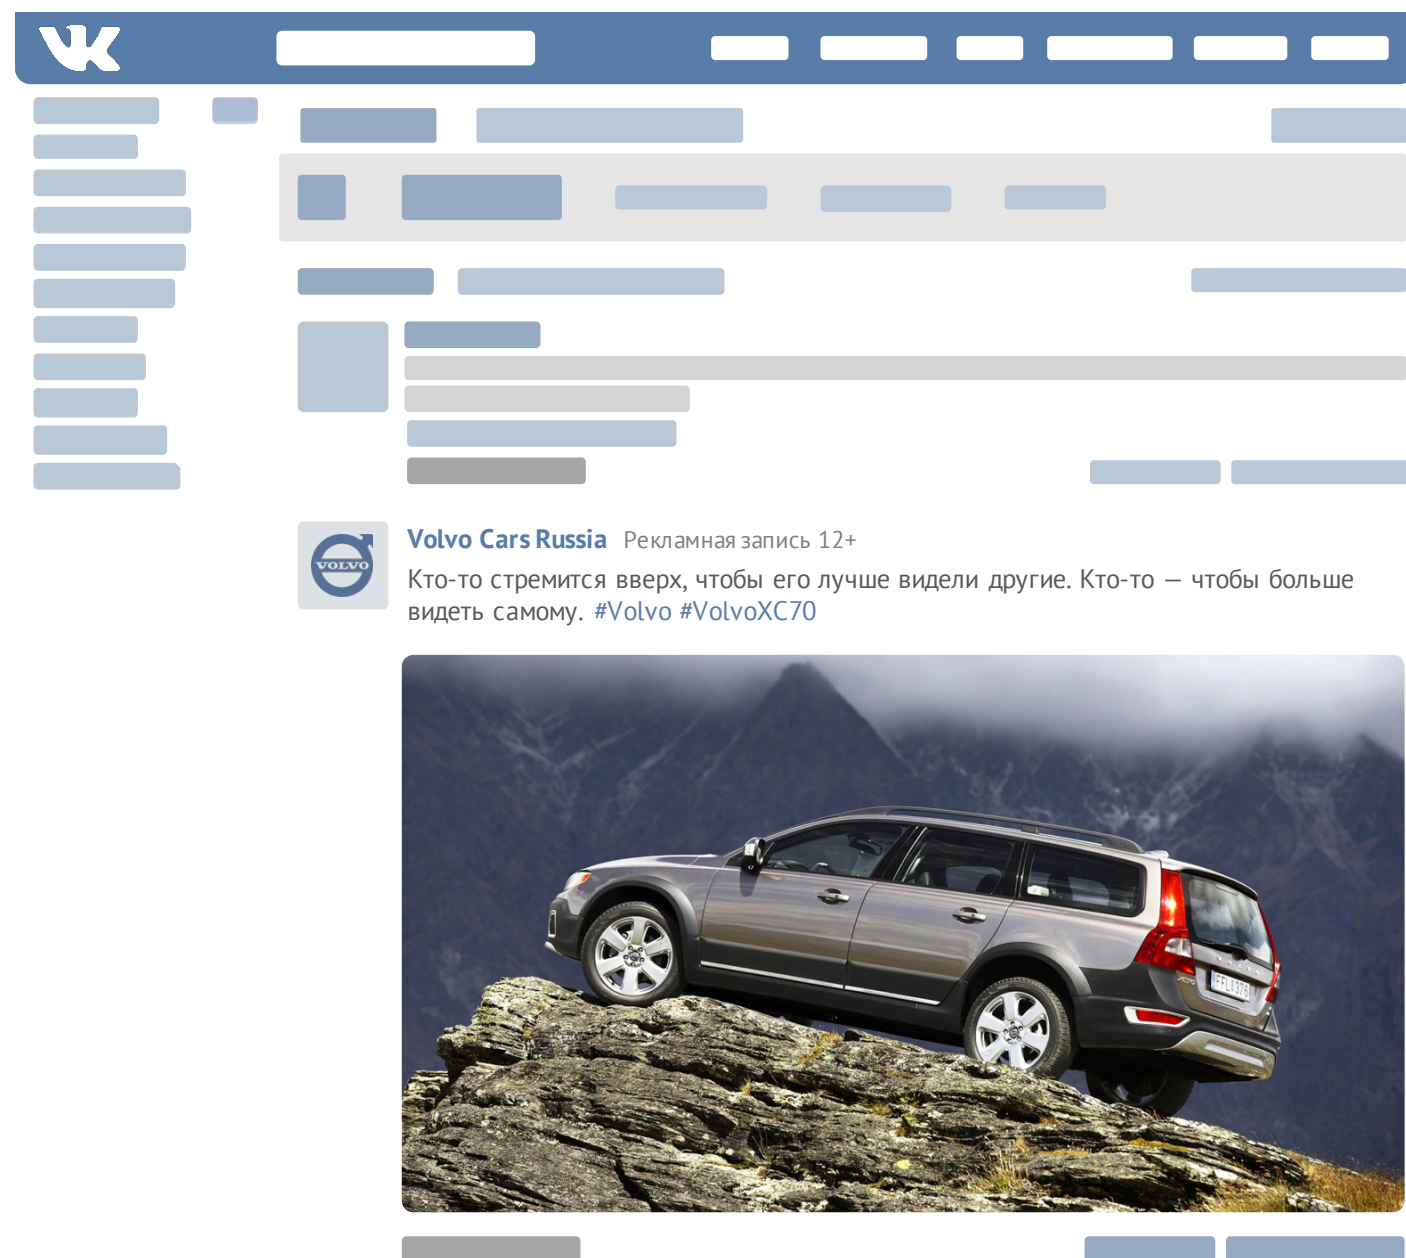 VOLVO
Volvo Cars Russia Рекламная запись 12+
Кто-то стремится вверх, чтобы его лучше видели другие. Кто-то — чтобы больше
видеть самому. #Volvo #VolvoXC70
VOLVO